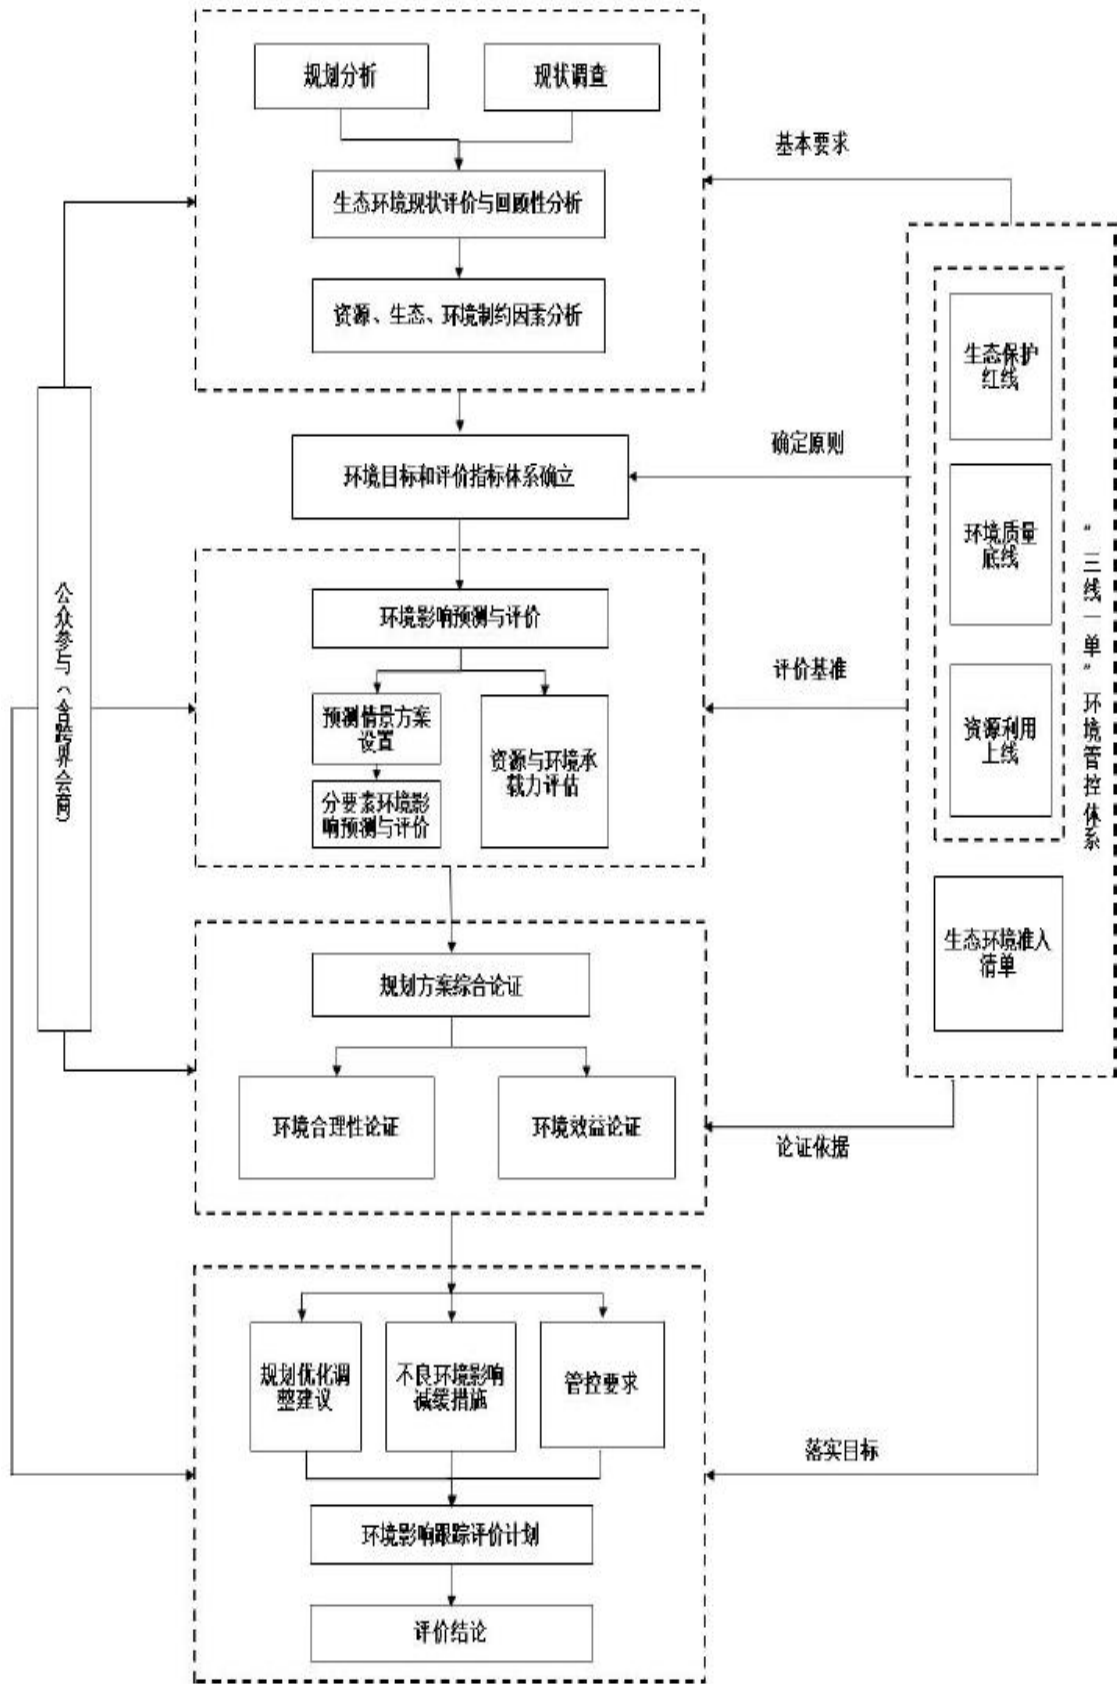 规划分析
现状调查
基本要求
生态环境现状评价与回顾性分析
资源、生态、环境制约因素分析
生态保护
红线
确定原则
环境目标和评价指标体系确立
环境质量
底线
“三线一单”环境管控体系
公众参与（含跨界会商）
环境影响预测与评价
评价基准
预测情景方案
设置
资源与环境承
载力评估
资源利用
上线
分要素环境影
响预测与评价
生态环境准入
清单
规划方案综合论证
环境合理性论证
环境效益论证
论证依据
规划优化调
整建议
不良环境影响
减缓措施
管控要求
落实目标
环境影响跟踪评价计划
评价结论